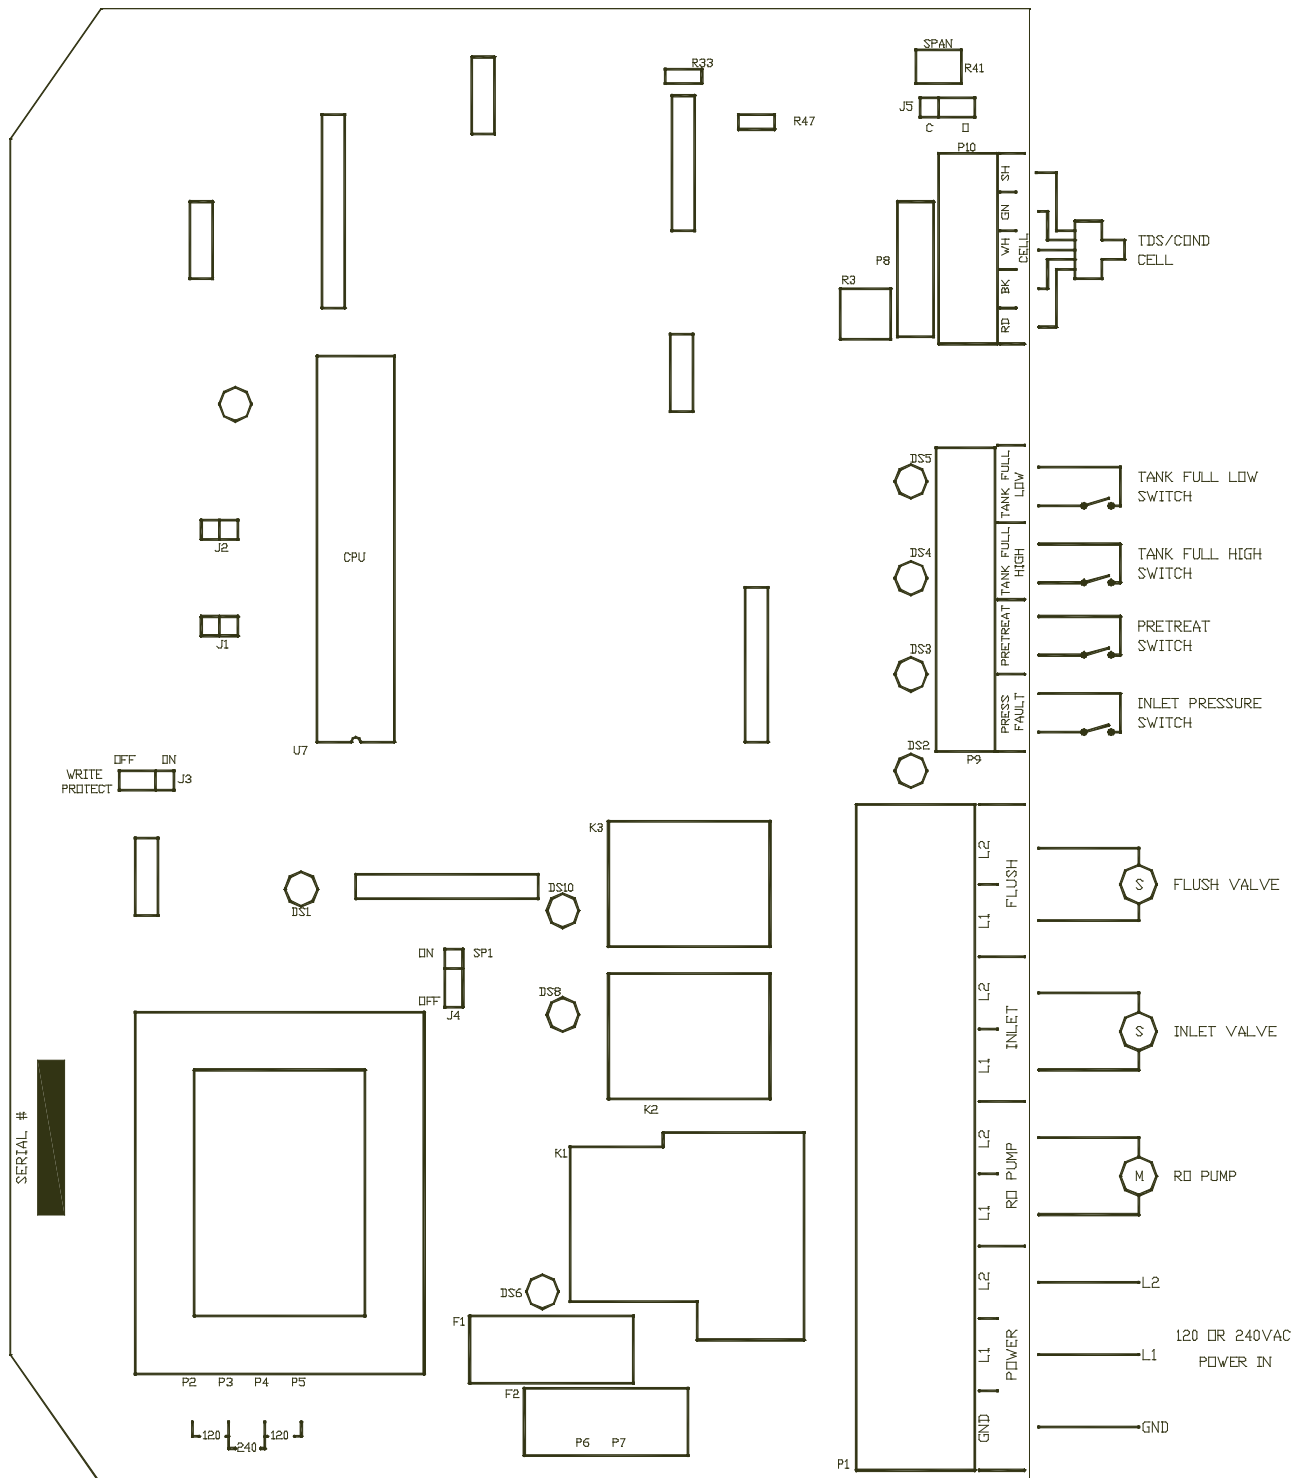 SPAN
R33
R41
J5
R47
C O
P10
SH
GN
WH
BK
RD
CELL
P8
R3
TDS/COND
CELL
DS5
TANK FULL
LOW
TANK FULL LOW
SWITCH
J2
CPU
DS4
TANK FULL
HIGH
TANK FULL HIGH
SWITCH
J1
DS3
PRETREAT
PRETREAT
SWITCH
PRESS
FAULT
INLET PRESSURE
SWITCH
U7
DS2
P9
OFF ON
WRITE
PROTECT
J3
K3
L2
L1
FLUSH
S
FLUSH VALVE
DS1
DS10
ON
SP1
OFF
J4
DS8
L2
L1
INLET
S
INLET VALVE
SERIAL #
K2
K1
L2
L1
RO PUMP
M
RO PUMP
DS6
F1
L2
L1
POWER
L2
L1
120 OR 240VAC
POWER IN
P2 P3 P4 P5
F2
120 240 120
P6 P7
GND
GND
P1